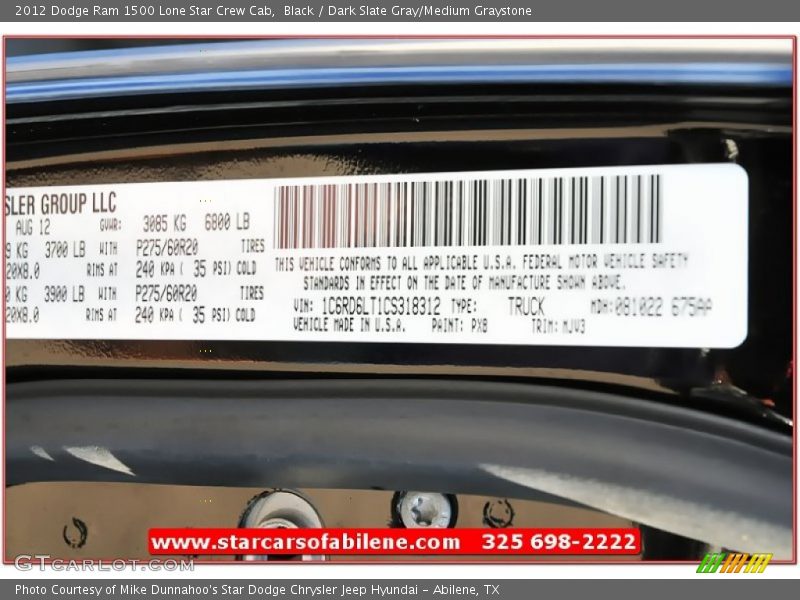 2012 Dodge Ram 1500 Lone Star Crew Cab,  Black / Dark Slate Gray/Medium Graystone
SLER GROUP LLC
AUG 12 GVWR: 3085 KG 6800 LB
KG 3700 LB WITH P275/60R20 TIRES
20X8.0 RIMS AT 240 KPA ( 35 PSI) COLD
KG 3900 LB WITH P275/60R20 TIRES
20X8.0 RIMS AT 240 KPA ( 35 PSI) COLD
THIS VEHICLE CONFORMS TO ALL APPLICABLE U.S.A. FEDERAL MOTOR VEHICLE SAFETY
STANDARDS IN EFFECT ON THE DATE OF MANUFACTURE SHOWN ABOVE.
VIN: 1C6RD6LT1CS318312 TYPE: TRUCK MDH:081022 675AP
VEHICLE MADE IN U.S.A. PAINT: PX8 TRIM: MJV3
www.starcarsofabilene.com 325 698-2222
GTCARLOT.COM
Photo Courtesy of Mike Dunnahoo's Star Dodge Chrysler Jeep Hyundai - Abilene, TX